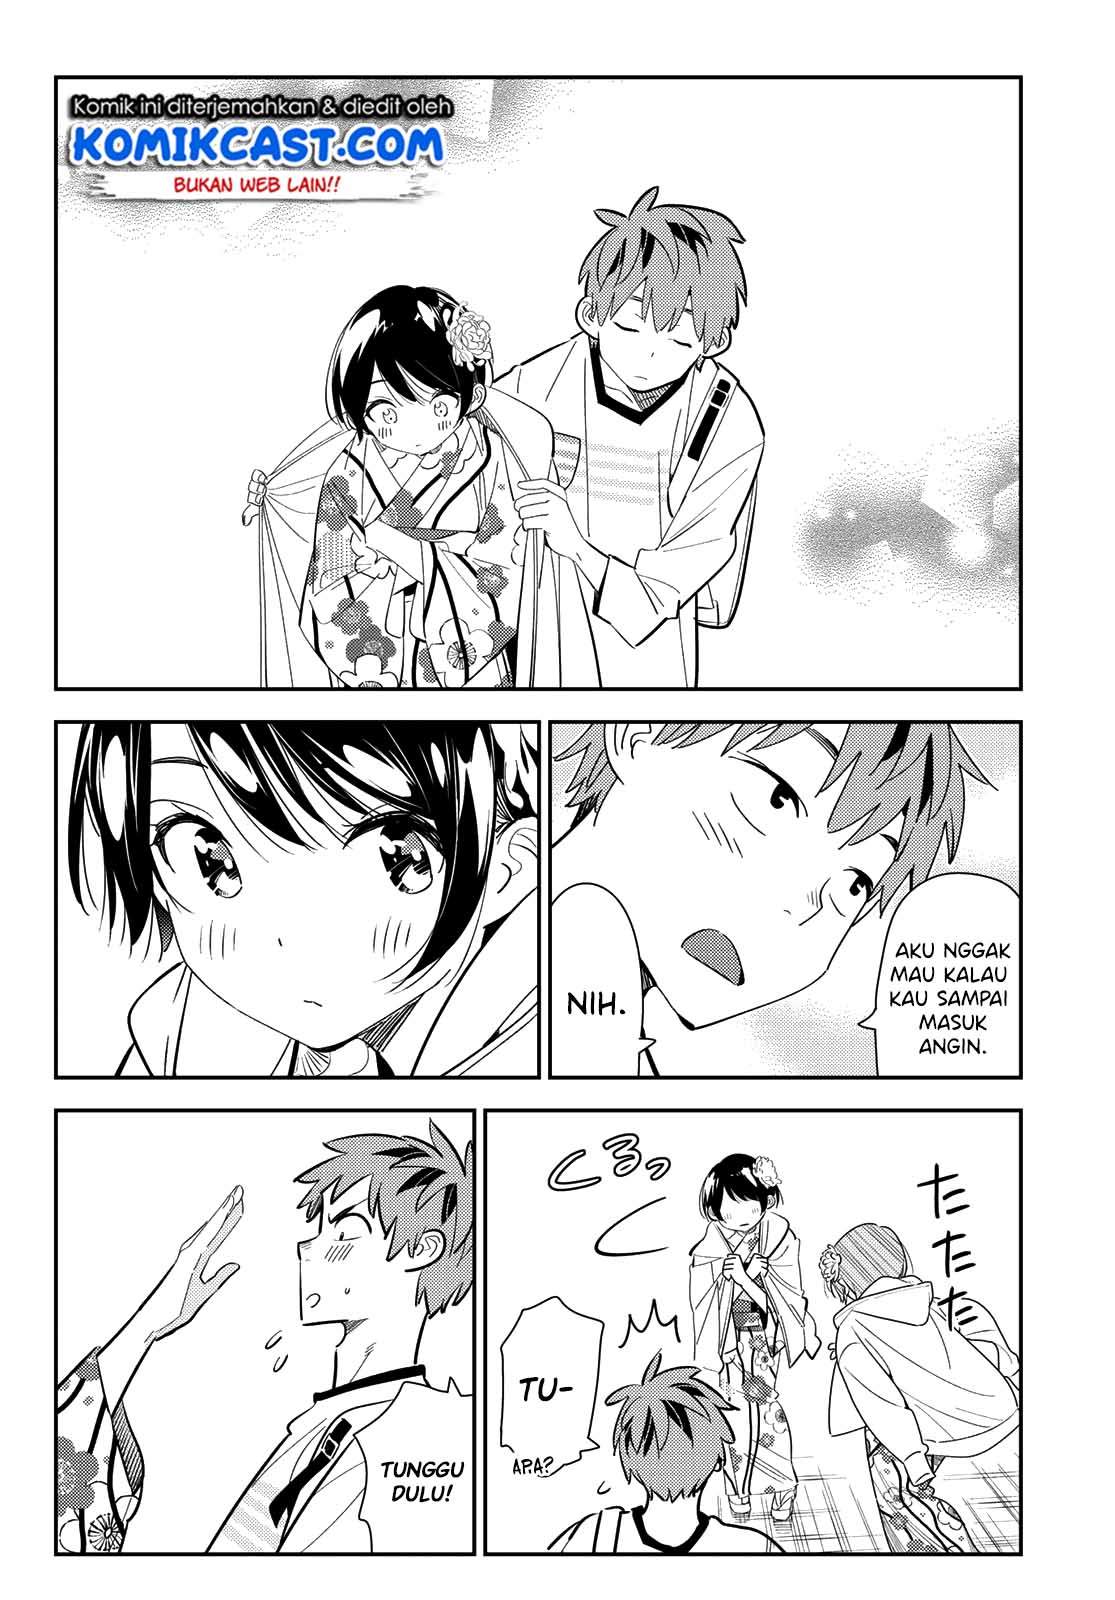 Komik ini diterjemahkan & diedit oleh
KOMIKCAST.COM
BUKAN WEB LAIN!!
AKU NGGAK
MAU KALAU
KAU SAMPAI
MASUK
ANGIN.
NIH.
たたたた
くるっ
TU-
APA?
TUNGGU
DULU!